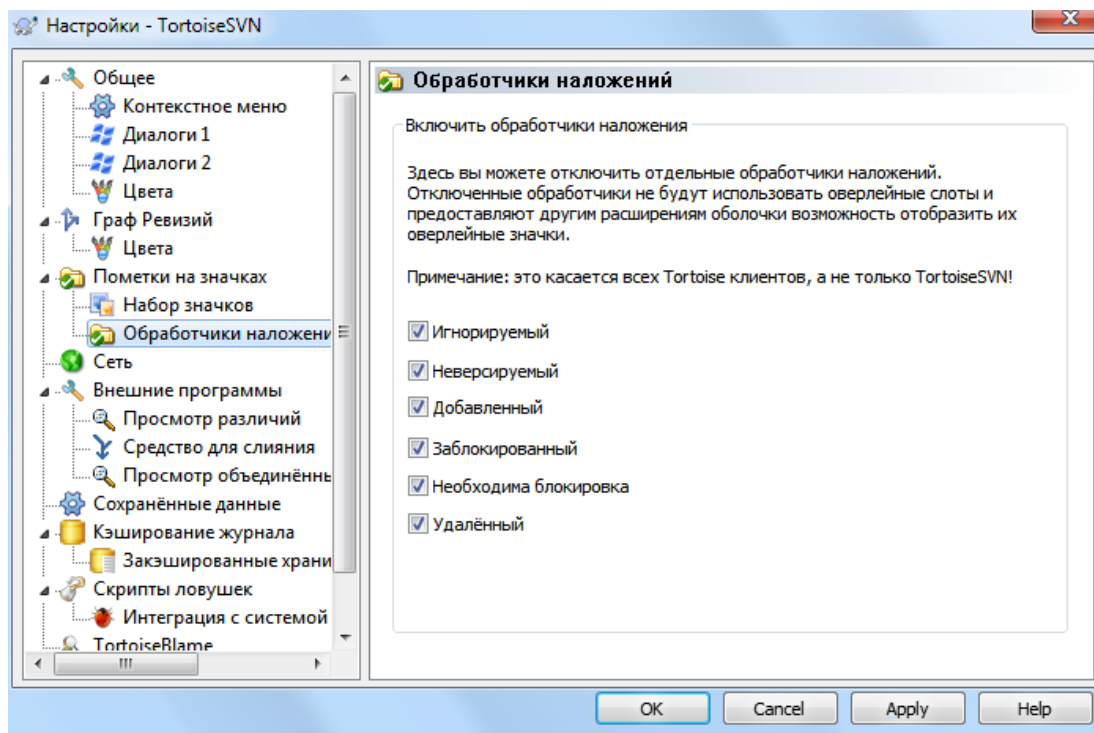 Настройки - TortoiseSVN
Общее
Контекстное меню
Диалоги 1
Диалоги 2
Цвета
Граф Ревизий
Цвета
Пометки на значках
Набор значков
Обработчики наложени
Сеть
Внешние программы
Просмотр различий
Средство для слияния
Просмотр объединённь
Сохранённые данные
Кэширование журнала
Закэшированные храни
Скрипты ловушек
Интеграция с системой
TortoiseBlame
Обработчики наложений
Включить обработчики наложения
Здесь вы можете отключить отдельные обработчики наложений.
Отключенные обработчики не будут использовать оверлейные слоты и
предоставляют другим расширениям оболочки возможность отобразить их
оверлейные значки.
Примечание: это касается всех Tortoise клиентов, а не только TortoiseSVN!
Игнорируемый
Неверсируемый
Добавленный
Заблокированный
Необходима блокировка
Удалённый
OK
Cancel
Apply
Help